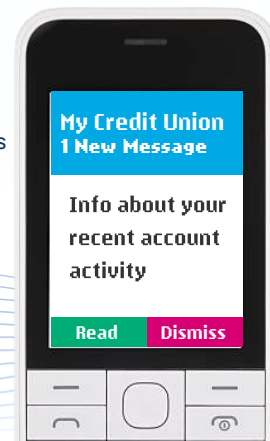 s
My Credit Union
1 New Message
Info about your
recent account
activity
Read
Dismiss